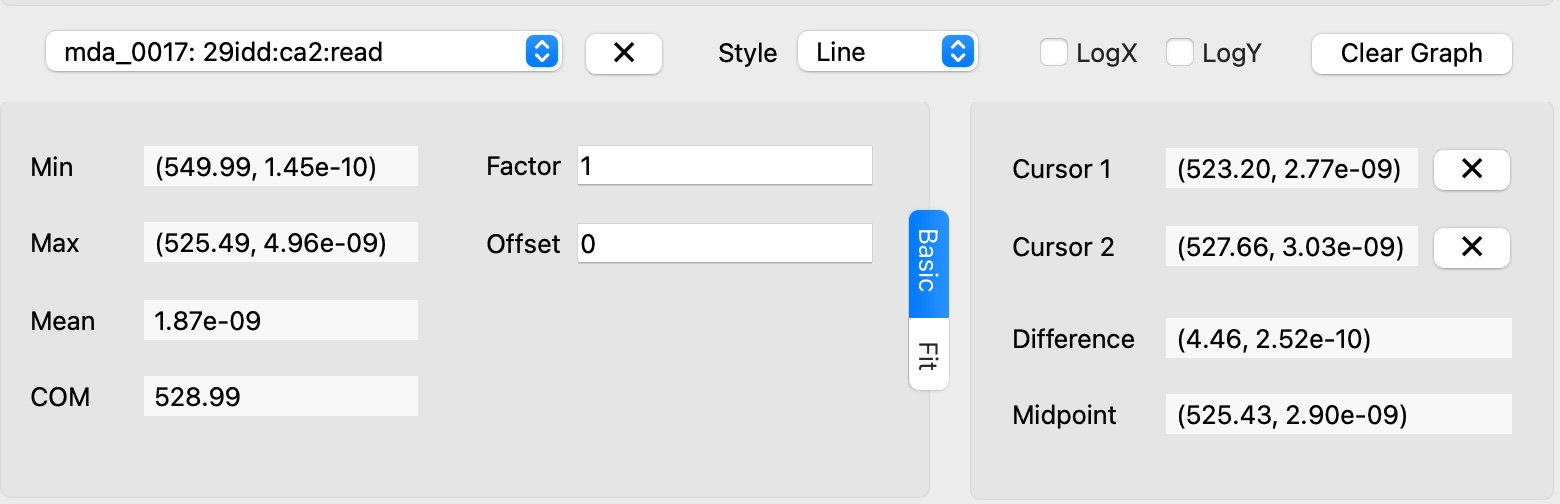 mda_0017: 29idd:ca2:read ✕ Style Line LogX LogY Clear Graph
Min (549.99, 1.45e-10) Factor 1
Max (525.49, 4.96e-09) Offset 0
Mean 1.87e-09
COM 528.99
Basic
Fit
Cursor 1 (523.20, 2.77e-09) ✕
Cursor 2 (527.66, 3.03e-09) ✕
Difference (4.46, 2.52e-10)
Midpoint (525.43, 2.90e-09)